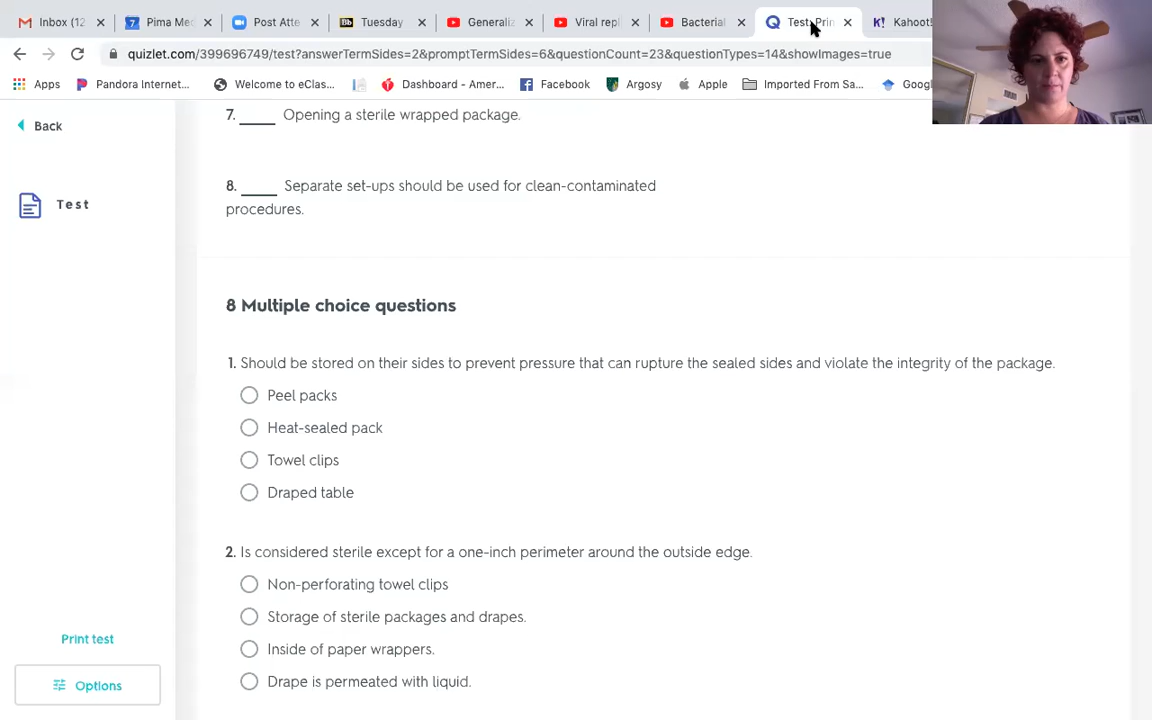 Inbox (12
7
Pima Med
Post Atte
Bb
Tuesday
Generaliz
Viral repl
Bacterial
Test: Prin
K!
Kahoot!
quizlet.com/399696749/test?answerTermSides=2&promptTermSides=6&questionCount=23&questionTypes=14&showImages=true
Apps
Pandora Internet...
Welcome to eClas...
Dashboard - Amer...
Facebook
Argosy
Apple
Imported From Sa...
Goog
Back
Test
7. ____ Opening a sterile wrapped package.
8. ____ Separate set-ups should be used for clean-contaminated
procedures.
8 Multiple choice questions
1. Should be stored on their sides to prevent pressure that can rupture the sealed sides and violate the integrity of the package.
Peel packs
Heat-sealed pack
Towel clips
Draped table
2. Is considered sterile except for a one-inch perimeter around the outside edge.
Non-perforating towel clips
Storage of sterile packages and drapes.
Inside of paper wrappers.
Drape is permeated with liquid.
Print test
Options